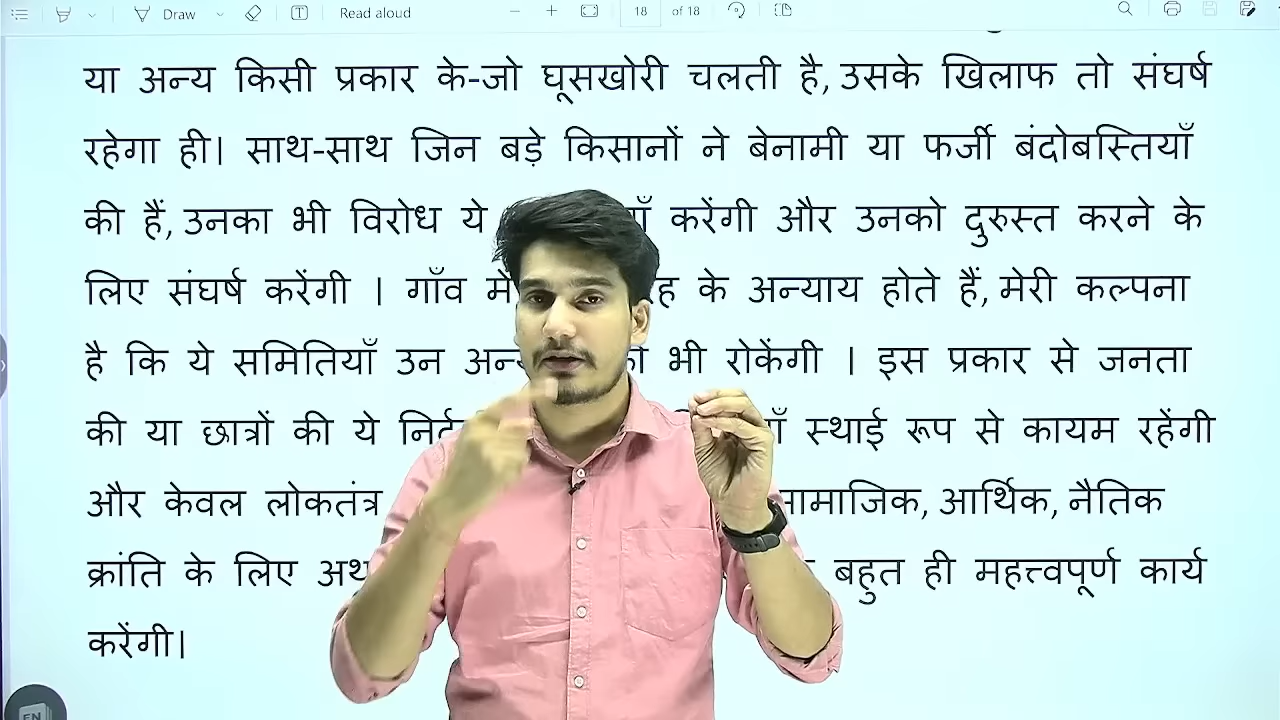 Draw Read aloud 18 of 18
या अन्य किसी प्रकार के-जो घूसखोरी चलती है, उसके खिलाफ तो संघर्ष
रहेगा ही। साथ-साथ जिन बड़े किसानों ने बेनामी या फर्जी बंदोबस्तियाँ
की हैं, उनका भी विरोध ये करेंगी और उनको दुरुस्त करने के
लिए संघर्ष करेंगी । गाँव में के अन्याय होते हैं, मेरी कल्पना
है कि ये समितियाँ उन भी रोकेंगी । इस प्रकार से जनता
की या छात्रों की ये स्थाई रूप से कायम रहेंगी
और केवल लोकतंत्र सामाजिक, आर्थिक, नैतिक
क्रांति के लिए बहुत ही महत्त्वपूर्ण कार्य
करेंगी।
EN